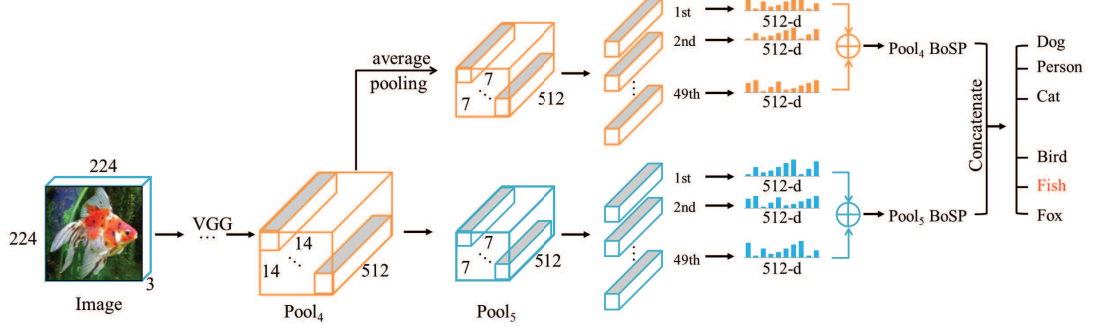 1st
512-d
2nd
512-d
49th
512-d
average
pooling
7
7
...
512
...
Pool4 BoSP
Concatenate
Dog
Person
Cat
Bird
Fish
Fox
224
224
3
Image
VGG
...
14
14
...
512
Pool4
7
7
...
512
Pool5
1st
512-d
2nd
512-d
...
49th
512-d
Pool5 BoSP